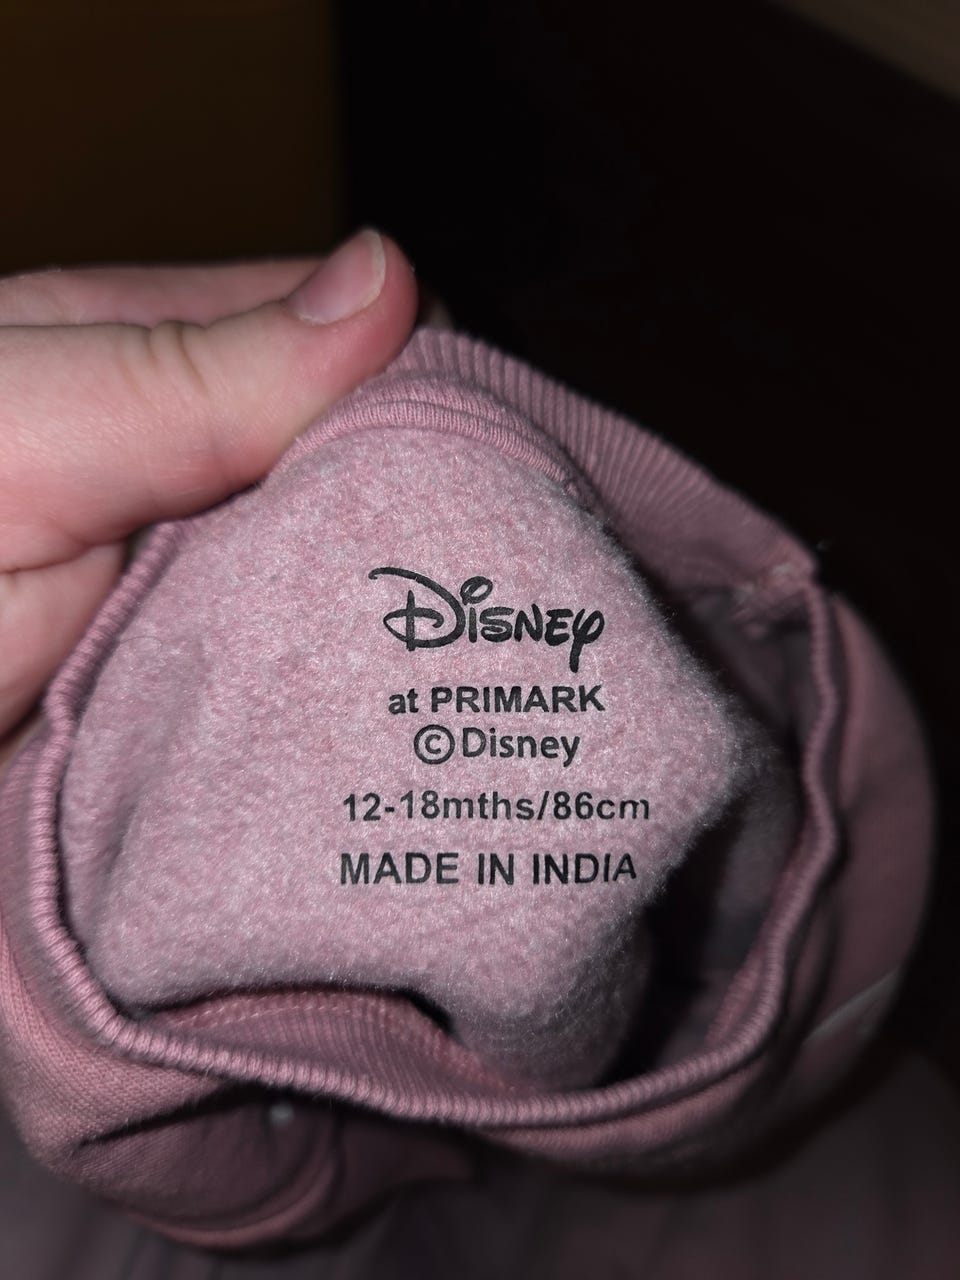 Disney
at PRIMARK
©Disney
12-18mths/86cm
MADE IN INDIA